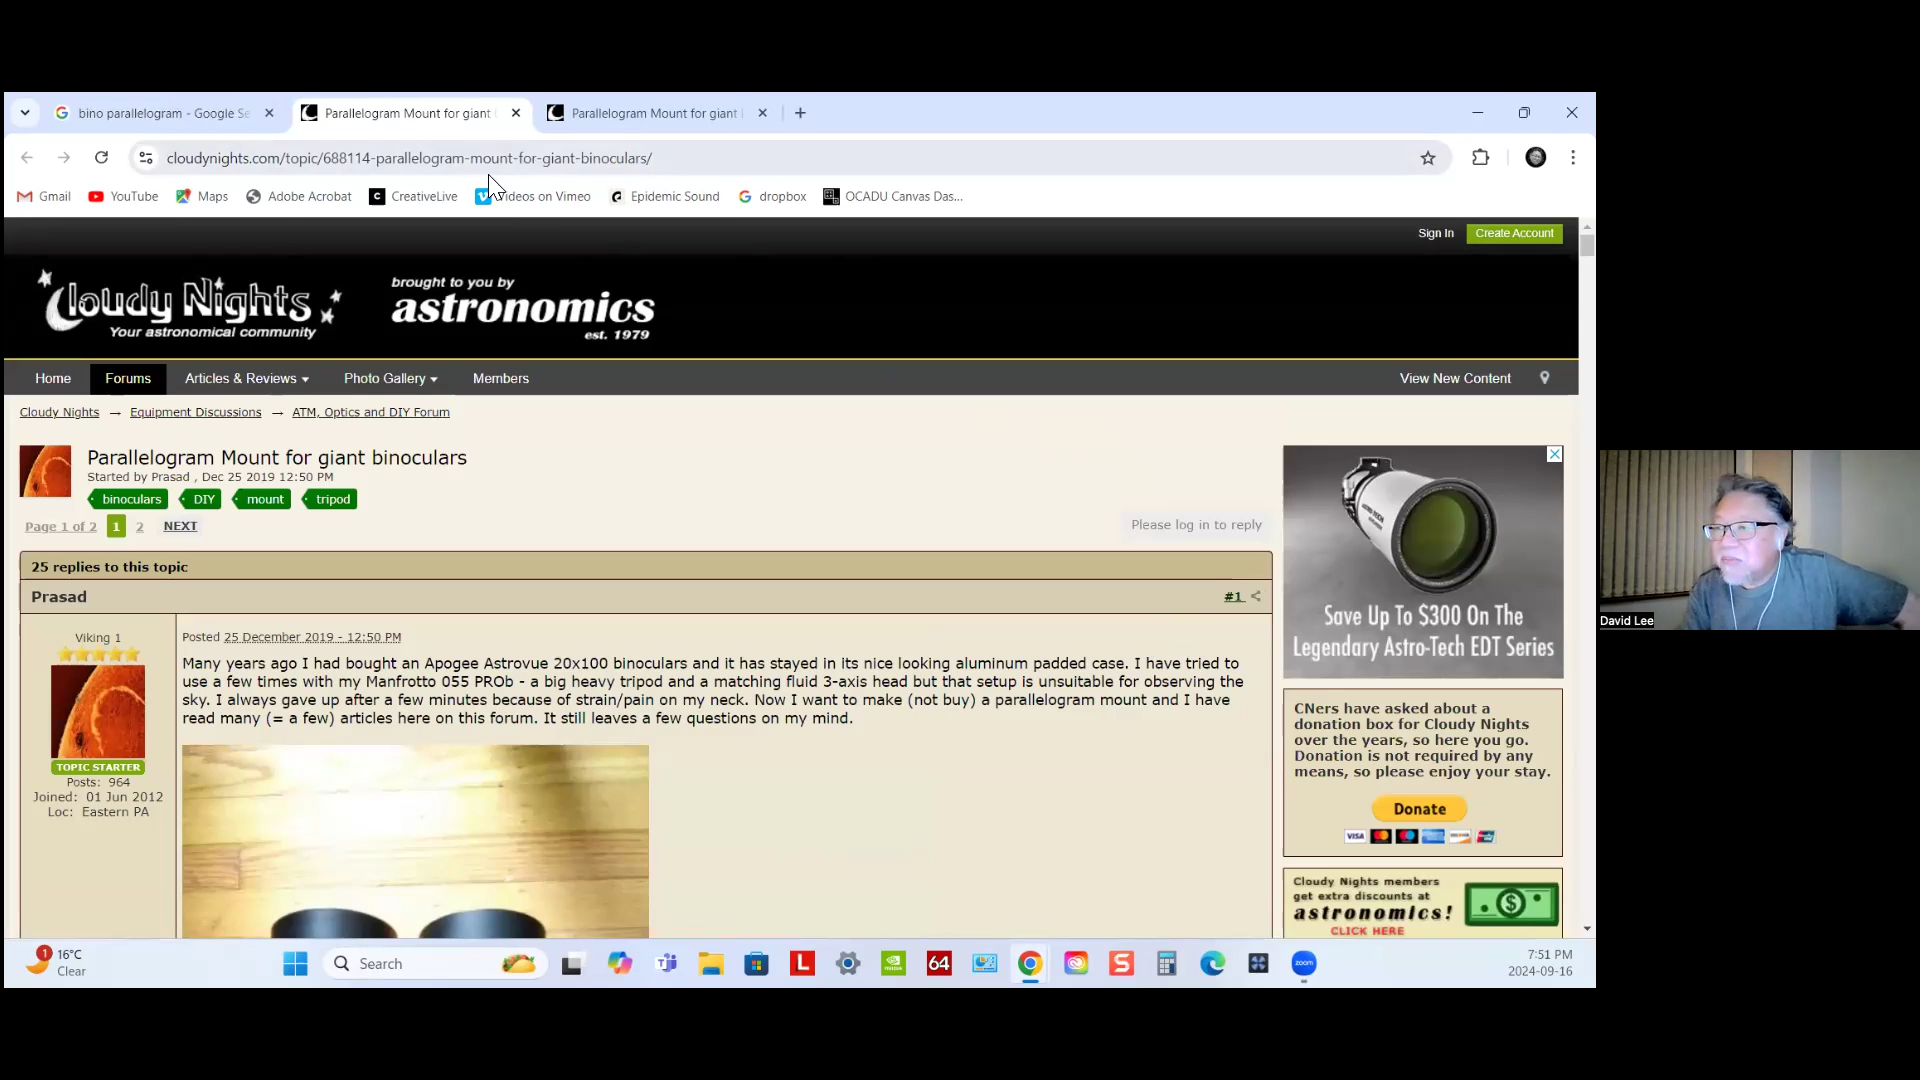 bino parallelogram - Google Se
Parallelogram Mount for giant
Parallelogram Mount for giant
cloudynights.com/topic/688114-parallelogram-mount-for-giant-binoculars/
Gmail
YouTube
Maps
Adobe Acrobat
CreativeLive
Videos on Vimeo
Epidemic Sound
dropbox
OCADU Canvas Das...
Sign In
Create Account
Cloudy Nights
Your astronomical community
brought to you by
astronomics
est. 1979
Home
Forums
Articles & Reviews
Photo Gallery
Members
View New Content
Cloudy Nights → Equipment Discussions → ATM, Optics and DIY Forum
Parallelogram Mount for giant binoculars
Started by Prasad , Dec 25 2019 12:50 PM
binoculars
DIY
mount
tripod
Page 1 of 2
1
2
NEXT
Please log in to reply
25 replies to this topic
Prasad
#1
Viking 1
TOPIC STARTER
Posts: 964
Joined: 01 Jun 2012
Loc: Eastern PA
Posted 25 December 2019 - 12:50 PM
Many years ago I had bought an Apogee Astrovue 20x100 binoculars and it has stayed in its nice looking aluminum padded case. I have tried to
use a few times with my Manfrotto 055 PROb - a big heavy tripod and a matching fluid 3-axis head but that setup is unsuitable for observing the
sky. I always gave up after a few minutes because of strain/pain on my neck. Now I want to make (not buy) a parallelogram mount and I have
read many (= a few) articles here on this forum. It still leaves a few questions on my mind.
Save Up To $300 On The
Legendary Astro-Tech EDT Series
CNers have asked about a
donation box for Cloudy Nights
over the years, so here you go.
Donation is not required by any
means, so please enjoy your stay.
Donate
VISA
Cloudy Nights members
get extra discounts at
astronomics!
CLICK HERE
David Lee
1
16°C
Clear
Search
L
64
S
zoom
7:51 PM
2024-09-16